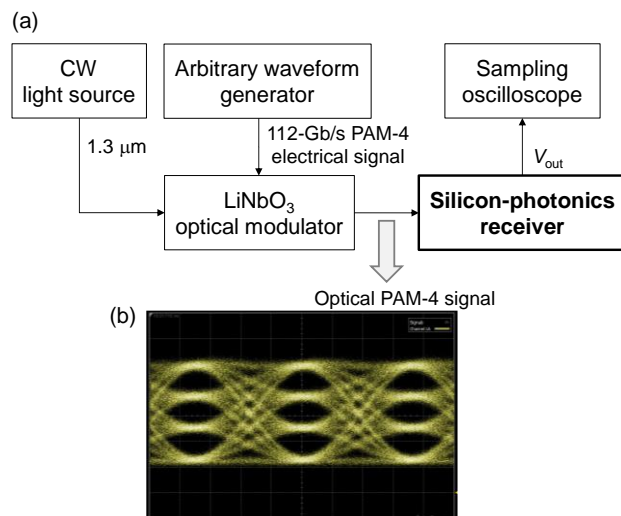 (a)
CW
light source
Arbitrary waveform
generator
Sampling
oscilloscope
1.3 μm
112-Gb/s PAM-4
electrical signal
Vout
LiNbO3
optical modulator
Silicon-photonics
receiver
Optical PAM-4 signal
(b)